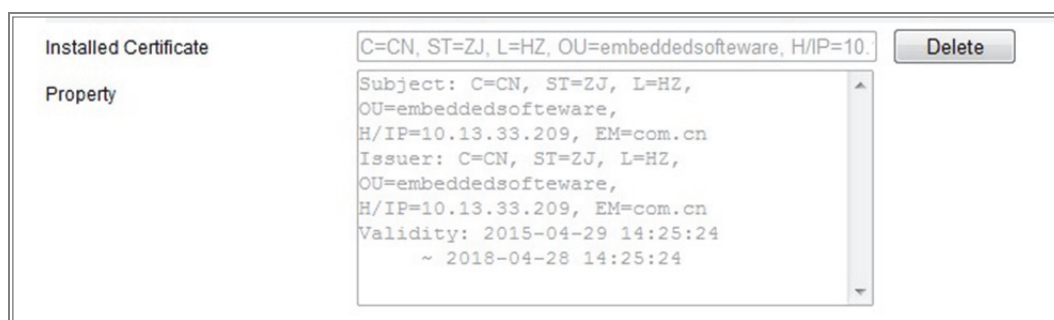 Installed Certificate
C=CN, ST=ZJ, L=HZ, OU=embeddedsofteware, H/IP=10.
Delete
Property
Subject: C=CN, ST=ZJ, L=HZ,
OU=embeddedsofteware,
H/IP=10.13.33.209, EM=com.cn
Issuer: C=CN, ST=ZJ, L=HZ,
OU=embeddedsofteware,
H/IP=10.13.33.209, EM=com.cn
Validity: 2015-04-29 14:25:24
~ 2018-04-28 14:25:24